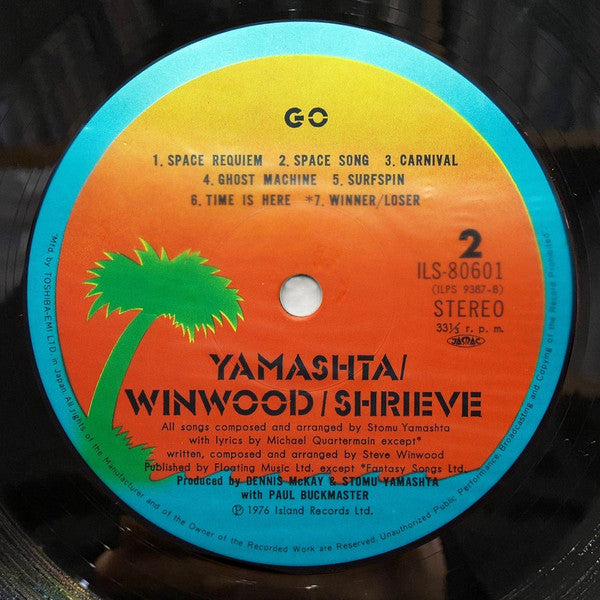 GO
1. SPACE REQUIEM 2. SPACE SONG 3. CARNIVAL
4. GHOST MACHINE 5. SURFSPIN
6. TIME IS HERE *7. WINNER/LOSER
2
ILS-80601
(ILPS 9387-B)
STEREO
33⅓ r. p. m.
JASRAC
YAMASHTA/
WINWOOD/SHRIEVE
All songs composed and arranged by Stomu Yamashta
with lyrics by Michael Quartermain except*
written, composed and arranged by Steve Winwood
Published by Floating Music Ltd. except *Fantasy Songs Ltd.
Produced by DENNIS McKAY & STOMU YAMASHTA
with PAUL BUCKMASTER
Ⓟ 1976 Island Records Ltd.
Mfd. by TOSHIBA-EMI LTD. in Japan. All rights of the Manufacturer and of the Owner of the Recorded Work are Reserved. Unauthorized Public Performance, Broadcasting and Copying of the Record Prohibited